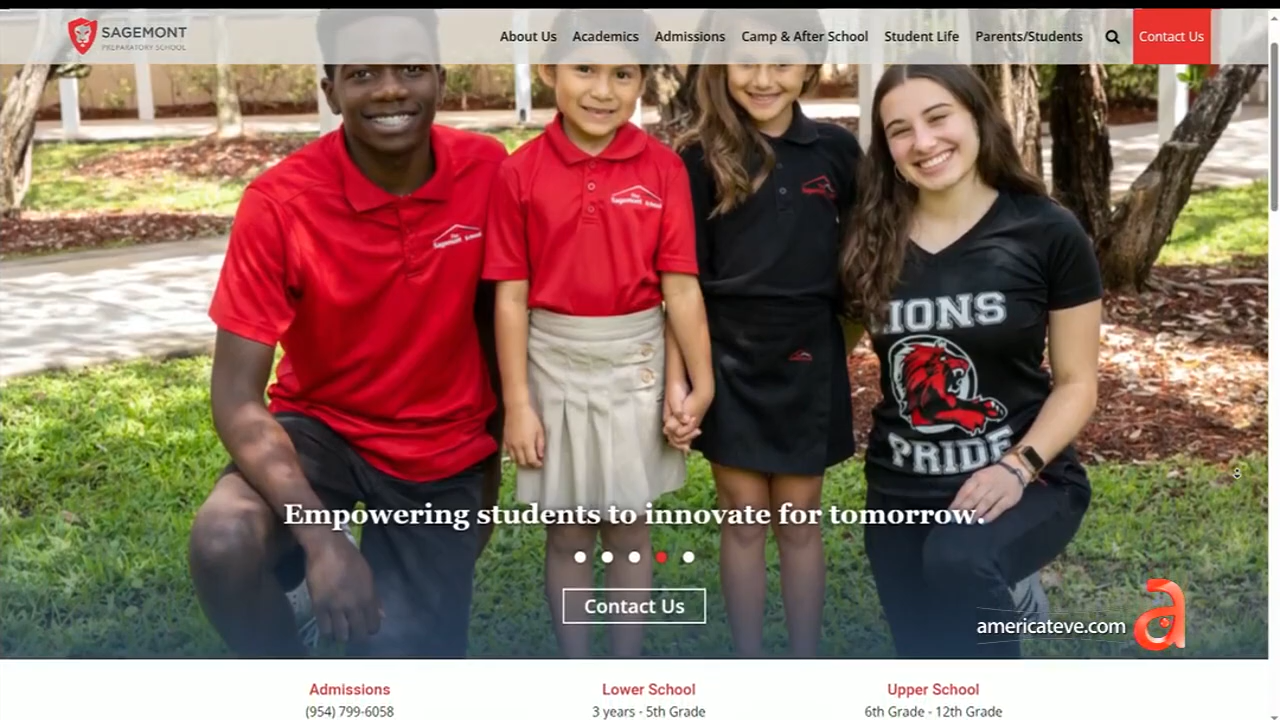 SAGEMONT
PREPARATORY SCHOOL
About Us
Academics
Admissions
Camp & After School
Student Life
Parents/Students
Contact Us
The
Sagemont School
The
Sagemont School
Sagemont
LIONS
PRIDE
Empowering students to innovate for tomorrow.
Contact Us
americateve.com
a
Admissions
Lower School
Upper School
(954) 799-6058
3 years - 5th Grade
6th Grade - 12th Grade